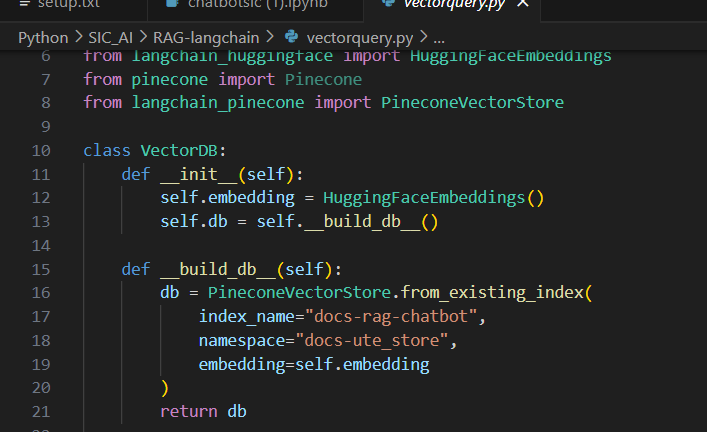 setup.txt chatbotsic (1).ipynb vectorquery.py ×
Python > SIC_AI > RAG-langchain > vectorquery.py > ...
6 from langchain_huggingface import HuggingFaceEmbeddings
7 from pinecone import Pinecone
8 from langchain_pinecone import PineconeVectorStore
9
10 class VectorDB:
11     def __init__(self):
12         self.embedding = HuggingFaceEmbeddings()
13         self.db = self.__build_db__()
14
15     def __build_db__(self):
16         db = PineconeVectorStore.from_existing_index(
17             index_name="docs-rag-chatbot",
18             namespace="docs-ute_store",
19             embedding=self.embedding
20         )
21         return db